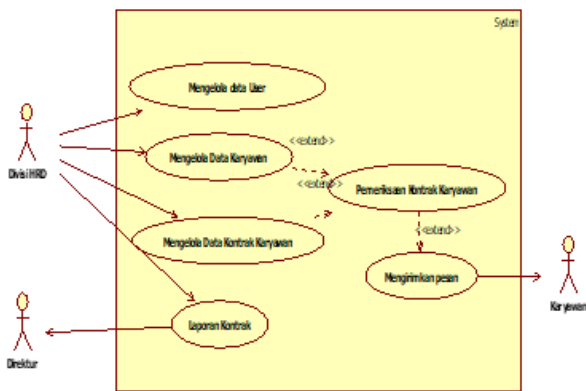 System
Mengelola data User
<<extend>>
Mengelola Data Karyawan
Divisi HRD
<<extend>>
Pemeriksaan Kontrak Karyawan
<<extend>>
Mengelola Data Kontrak Karyawan
Mengirimkan pesan
Karyawan
Laporan Kontrak
Direktur